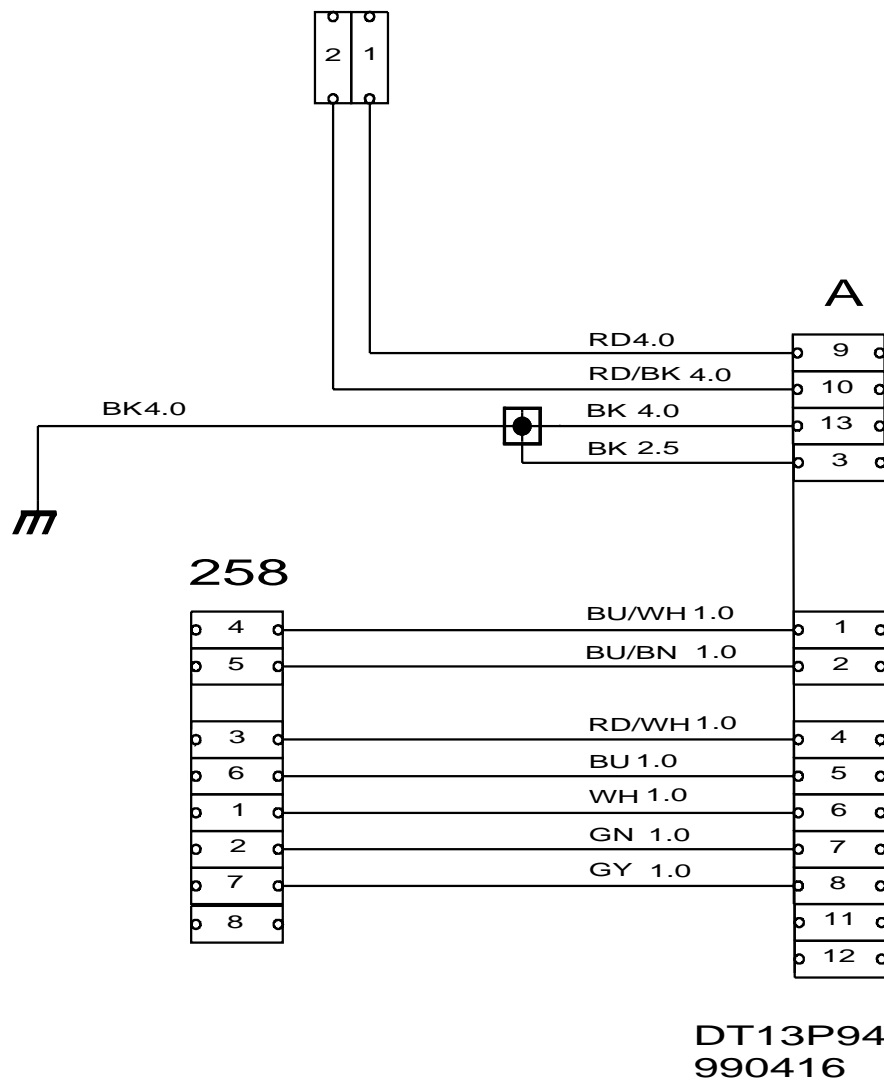 2 1
A
RD4.0
9
RD/BK 4.0
10
BK4.0
BK 4.0
13
BK 2.5
3
258
4
BU/WH 1.0
1
5
BU/BN 1.0
2
3
RD/WH 1.0
4
6
BU 1.0
5
1
WH 1.0
6
2
GN 1.0
7
7
GY 1.0
8
8
11
12
DT13P94
990416